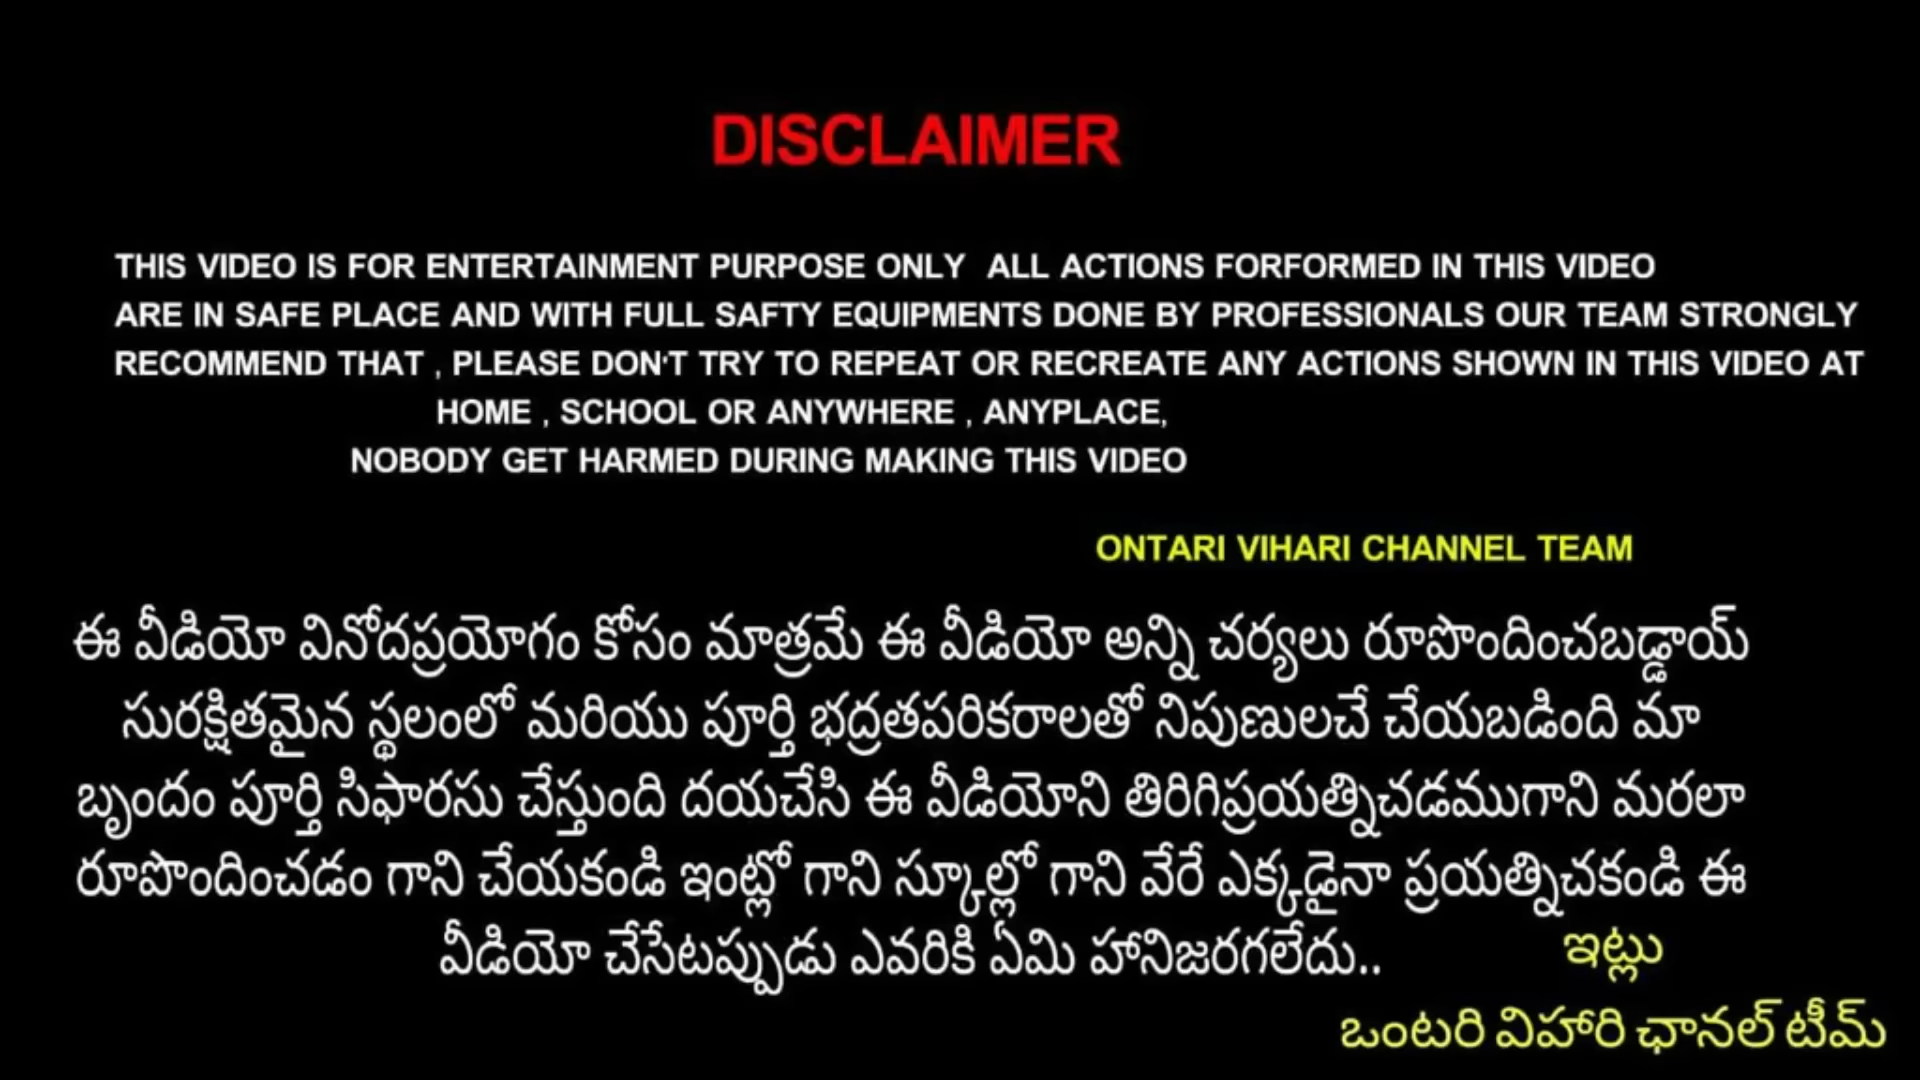 DISCLAIMER
THIS VIDEO IS FOR ENTERTAINMENT PURPOSE ONLY ALL ACTIONS FORFORMED IN THIS VIDEO
ARE IN SAFE PLACE AND WITH FULL SAFTY EQUIPMENTS DONE BY PROFESSIONALS OUR TEAM STRONGLY
RECOMMEND THAT , PLEASE DON'T TRY TO REPEAT OR RECREATE ANY ACTIONS SHOWN IN THIS VIDEO AT
HOME , SCHOOL OR ANYWHERE , ANYPLACE,
NOBODY GET HARMED DURING MAKING THIS VIDEO
ONTARI VIHARI CHANNEL TEAM
ఈ వీడియో వినోదప్రయోగం కోసం మాత్రమే ఈ వీడియో అన్ని చర్యలు రూపొందించబడ్డాయ్
సురక్షితమైన స్థలంలో మరియు పూర్తి భద్రతపరికరాలతో నిపుణులచే చేయబడింది మా
బృందం పూర్తి సిఫారసు చేస్తుంది దయచేసి ఈ వీడియోని తిరిగిప్రయత్నిచడముగాని మరలా
రూపొందించడం గాని చేయకండి ఇంట్లో గాని స్కూల్లో గాని వేరే ఎక్కడైనా ప్రయత్నిచకండి ఈ
వీడియో చేసేటప్పుడు ఎవరికి ఏమి హానిజరగలేదు..
ఇట్లు
ఒంటరి విహారి ఛానల్ టీమ్